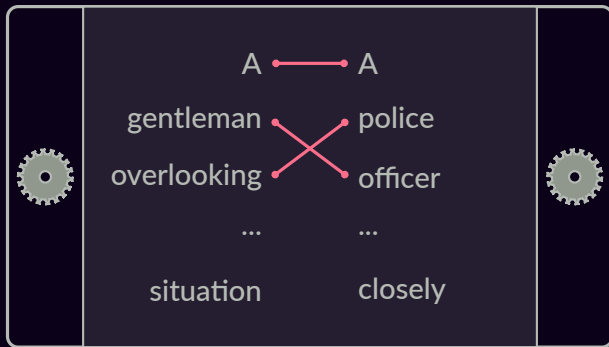 A A
gentleman police
overlooking officer
... ...
situation closely